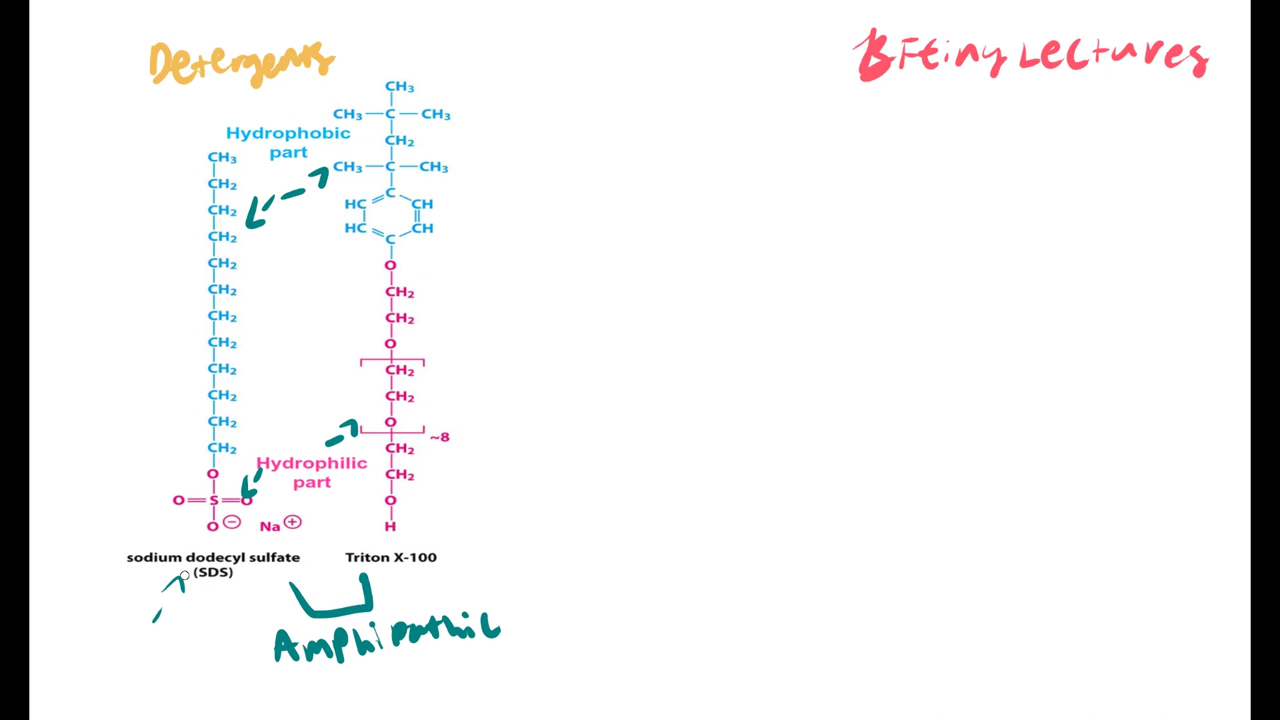 Detergents
Lectures
Hydrophobic
part
CH3
CH2
CH2
CH2
CH2
CH2
CH2
CH2
CH2
CH2
CH2
CH2
O
O=S=O
O⊖ Na⊕
CH3
CH3—C—CH3
CH2
CH3—C—CH3
C
HC CH
HC CH
C
O
CH2
CH2
O
CH2
CH2
O
~8
CH2
CH2
O
H
Hydrophilic
part
sodium dodecyl sulfate
(SDS)
Triton X-100
Amphipathic